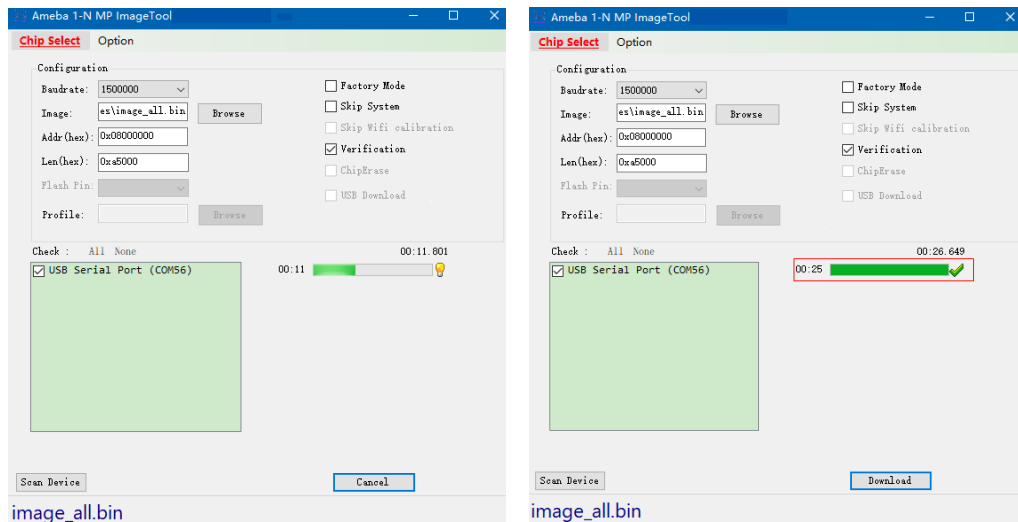 Ameba 1-N MP ImageTool
Chip Select Option
Configuration
Baudrate: 1500000
Image: es\image_all.bin Browse
Addr(hex): 0x08000000
Len(hex): 0xa5000
Flash Pin:
Profile: Browse
Factory Mode
Skip System
Skip Wifi calibration
Verification
ChipErase
USB Download
Check : All None 00:11.801
USB Serial Port (COM56) 00:11
Scan Device Cancel
image_all.bin
Ameba 1-N MP ImageTool
Chip Select Option
Configuration
Baudrate: 1500000
Image: es\image_all.bin Browse
Addr(hex): 0x08000000
Len(hex): 0xa5000
Flash Pin:
Profile: Browse
Factory Mode
Skip System
Skip Wifi calibration
Verification
ChipErase
USB Download
Check : All None 00:26.649
USB Serial Port (COM56) 00:25
Scan Device Download
image_all.bin